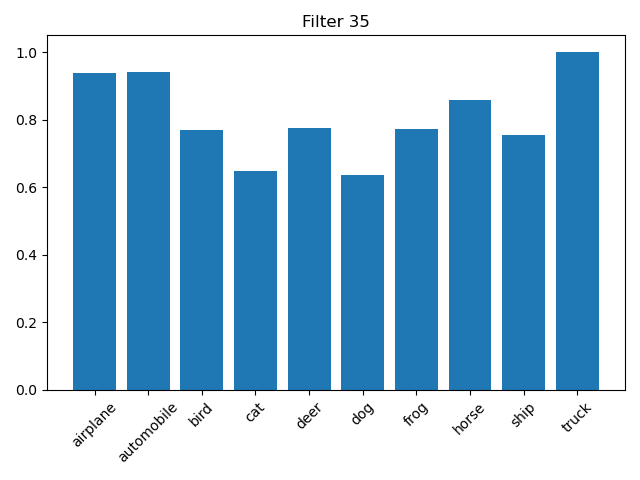 Filter 35
1.0
0.8
0.6
0.4
0.2
0.0
airplane
automobile
bird
cat
deer
dog
frog
horse
ship
truck